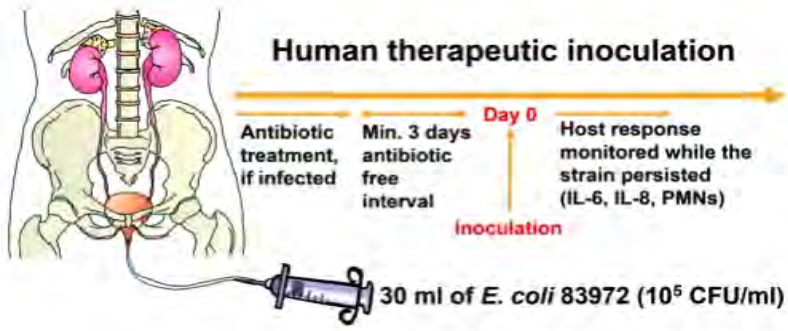 Human therapeutic inoculation
Antibiotic
treatment,
if infected
Min. 3 days
antibiotic
free
interval
Day 0
Inoculation
Host response
monitored while the
strain persisted
(IL-6, IL-8, PMNs)
30 ml of E. coli 83972 (10⁵ CFU/ml)